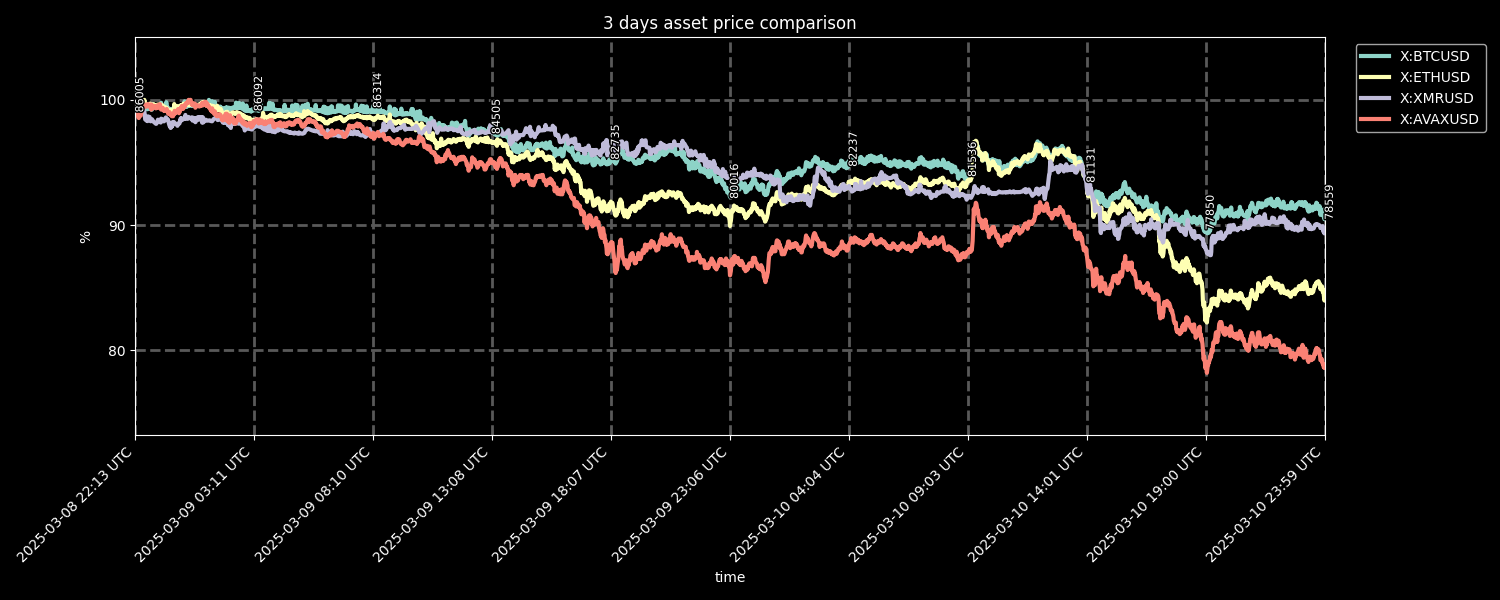 3 days asset price comparison
X:BTCUSD
X:ETHUSD
X:XMRUSD
X:AVAXUSD
100
90
80
%
86005
86092
86314
84505
82735
80016
82237
81536
81131
77850
78559
2025-03-08 22:13 UTC
2025-03-09 03:11 UTC
2025-03-09 08:10 UTC
2025-03-09 13:08 UTC
2025-03-09 18:07 UTC
2025-03-09 23:06 UTC
2025-03-10 04:04 UTC
2025-03-10 09:03 UTC
2025-03-10 14:01 UTC
2025-03-10 19:00 UTC
2025-03-10 23:59 UTC
time